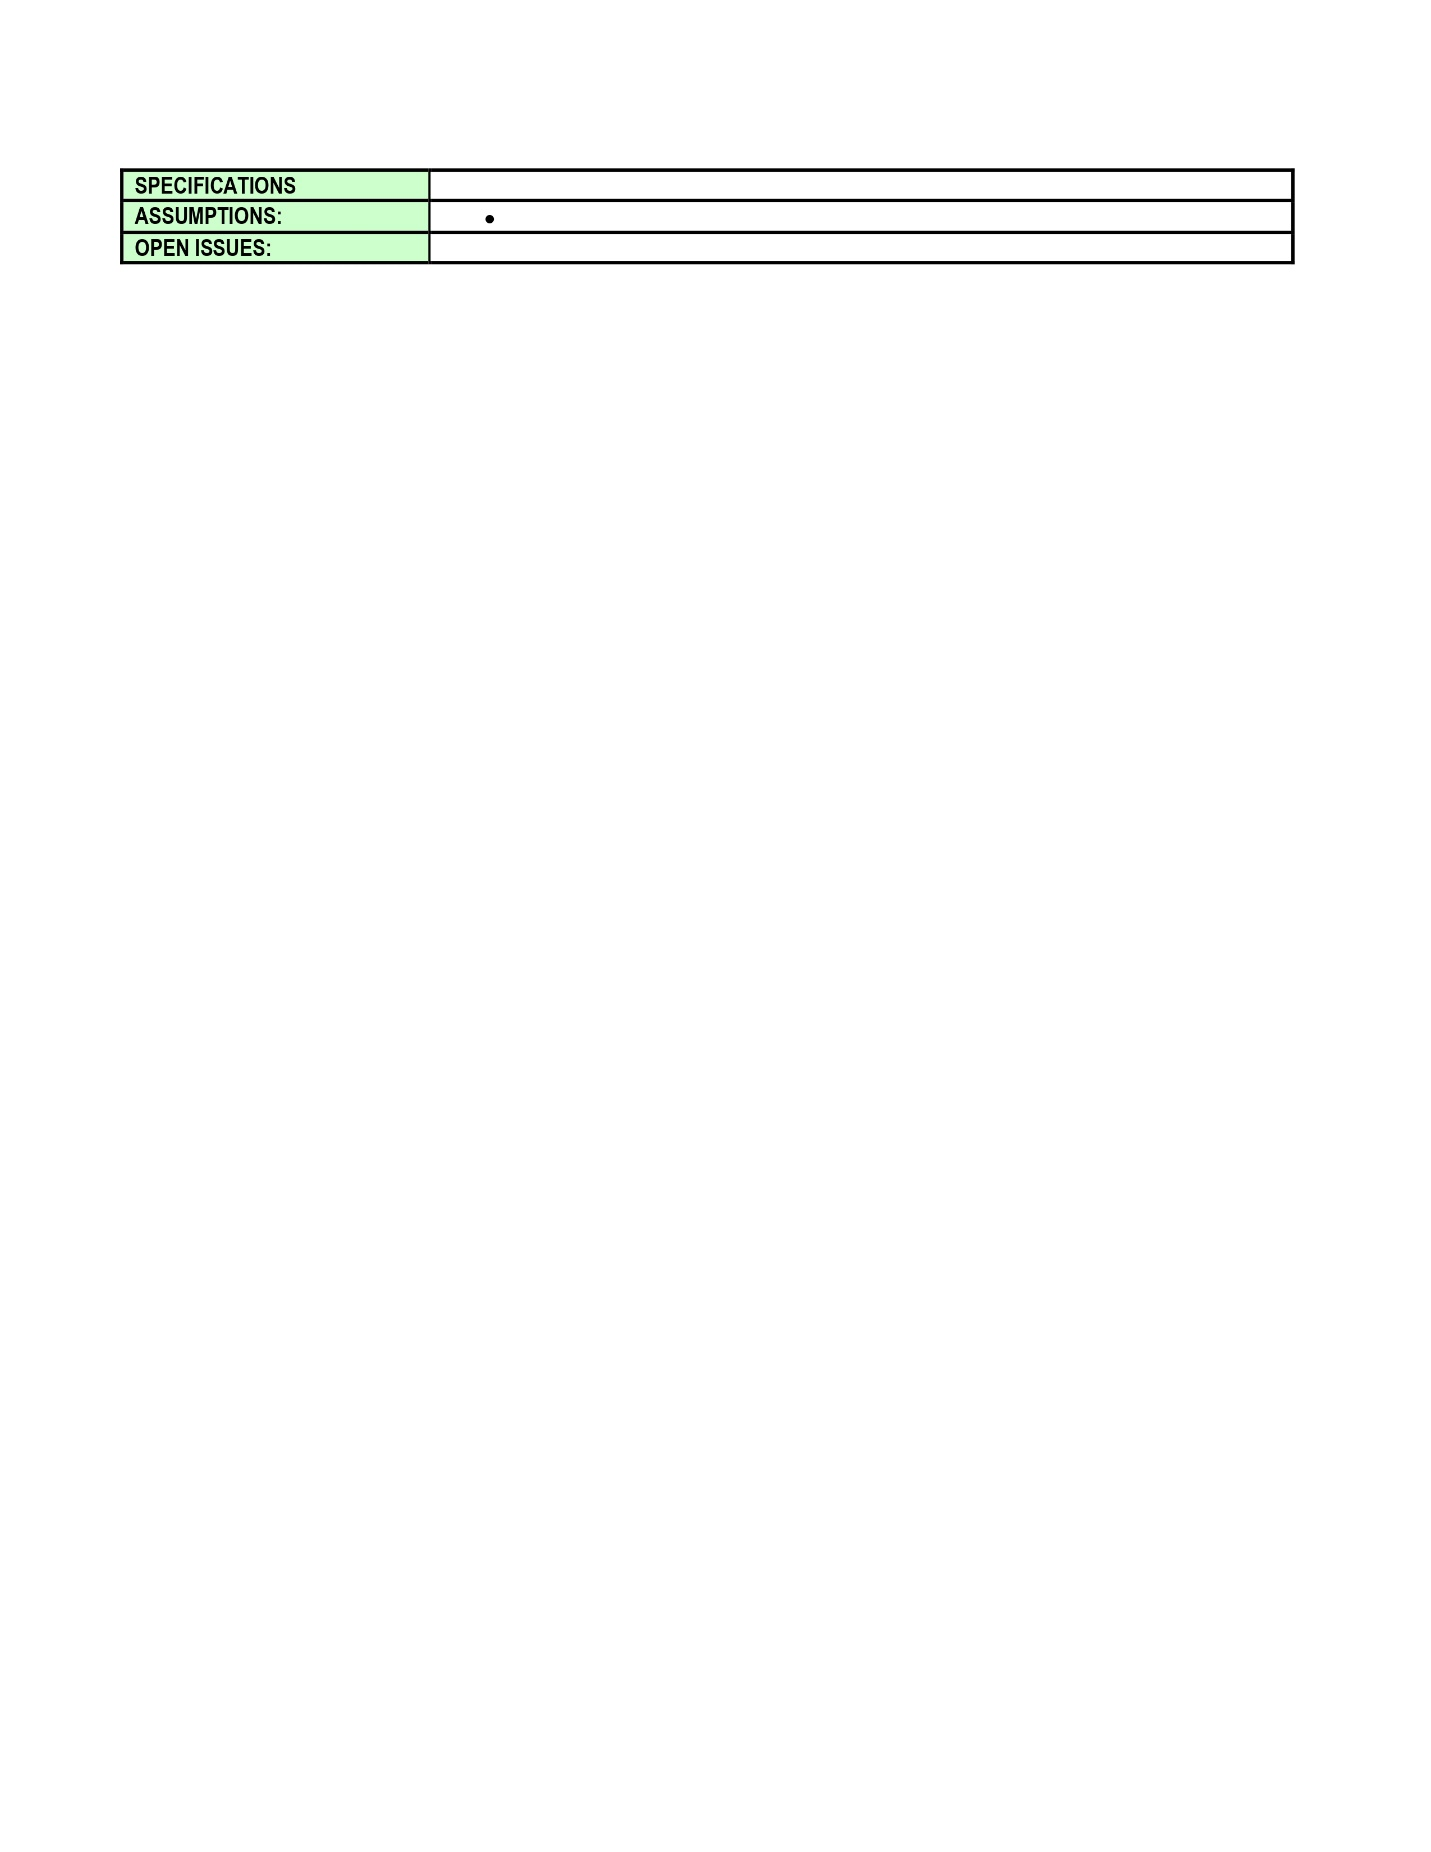 SPECIFICATIONS
ASSUMPTIONS: •
OPEN ISSUES: